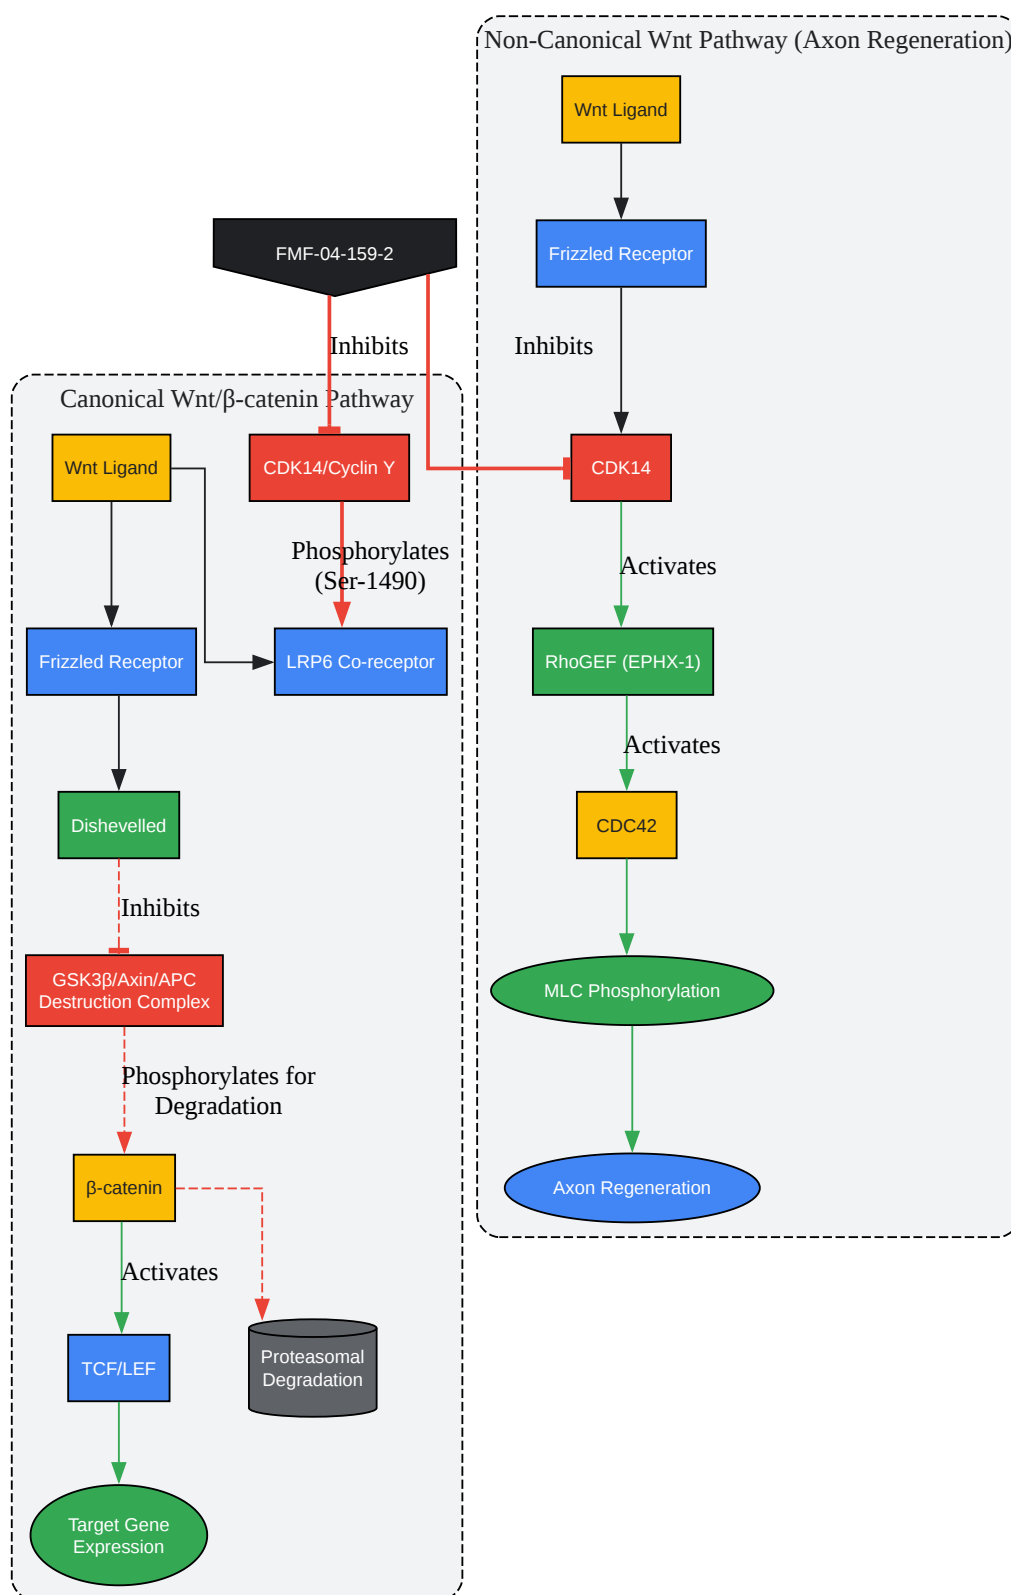 Non-Canonical Wnt Pathway (Axon Regeneration)
Wnt Ligand
Frizzled Receptor
FMF-04-159-2
Inhibits
Inhibits
Canonical Wnt/β-catenin Pathway
Wnt Ligand
CDK14/Cyclin Y
CDK14
Phosphorylates
(Ser-1490)
Activates
Frizzled Receptor
LRP6 Co-receptor
RhoGEF (EPHX-1)
Activates
Dishevelled
CDC42
Inhibits
GSK3β/Axin/APC
Destruction Complex
MLC Phosphorylation
Phosphorylates for
Degradation
β-catenin
Axon Regeneration
Activates
TCF/LEF
Proteasomal
Degradation
Target Gene
Expression